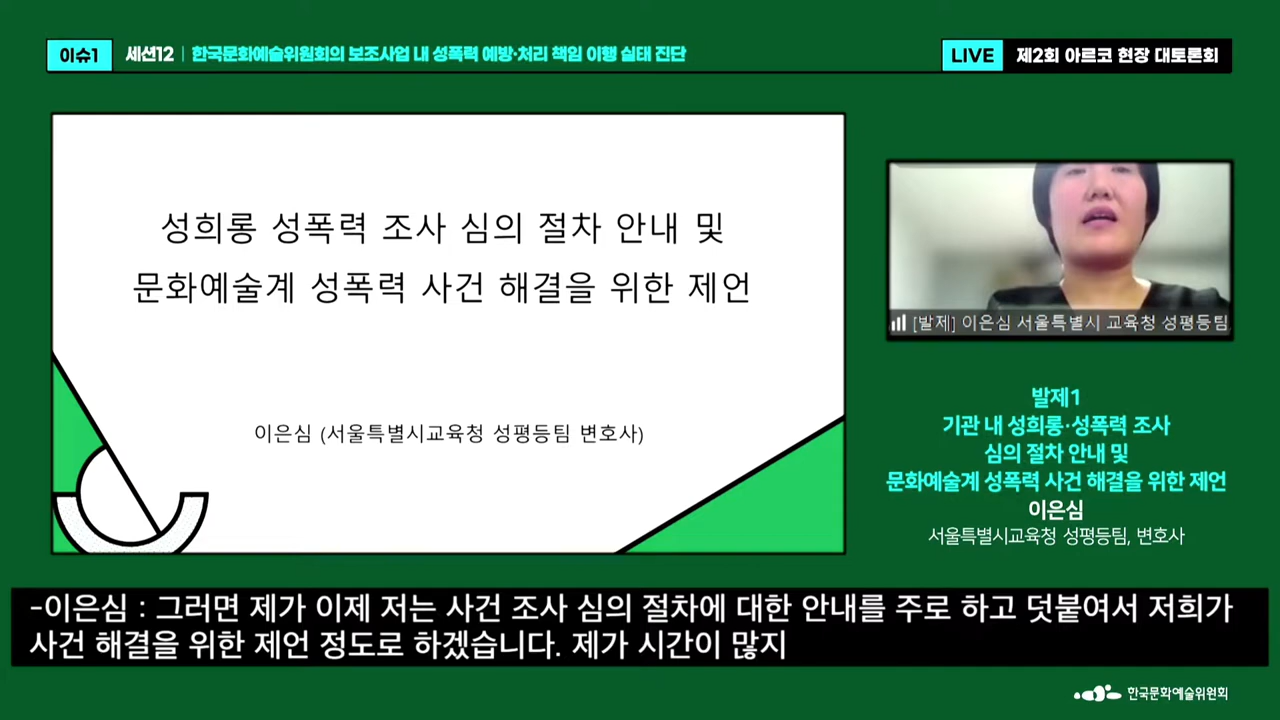 이슈1 세션12 | 한국문화예술위원회의 보조사업 내 성폭력 예방·처리 책임 이행 실태 진단
LIVE 제2회 아르코 현장 대토론회
성희롱 성폭력 조사 심의 절차 안내 및
문화예술계 성폭력 사건 해결을 위한 제언
이은심 (서울특별시교육청 성평등팀 변호사)
[발제] 이은심 서울특별시 교육청 성평등팀
발제1
기관 내 성희롱·성폭력 조사
심의 절차 안내 및
문화예술계 성폭력 사건 해결을 위한 제언
이은심
서울특별시교육청 성평등팀, 변호사
-이은심 : 그러면 제가 이제 저는 사건 조사 심의 절차에 대한 안내를 주로 하고 덧붙여서 저희가
사건 해결을 위한 제언 정도로 하겠습니다. 제가 시간이 많지
한국문화예술위원회